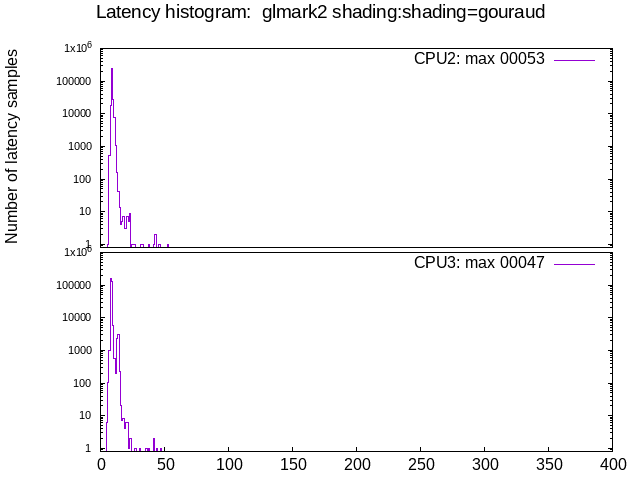 Latency histogram:  glmark2 shading:shading=gouraud
Number of latency samples
1x10^6
CPU2: max 00053
100000
10000
1000
100
10
1
1x10^6
CPU3: max 00047
100000
10000
1000
100
10
1
0 50 100 150 200 250 300 350 400